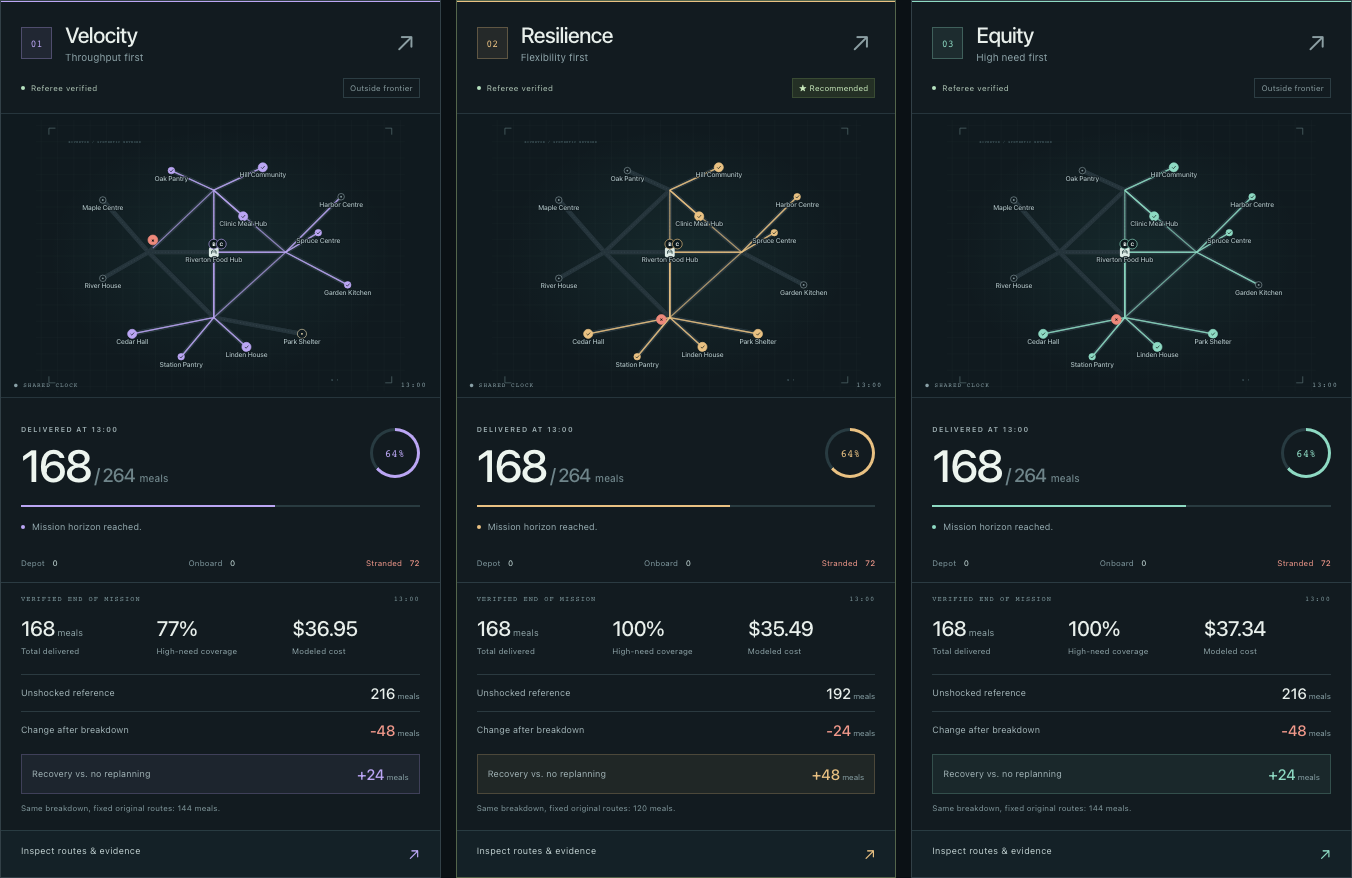 01
Velocity
Throughput first
Referee verified
Outside frontier
Oak Pantry
Hill Community
Maple Centre
Harbor Centre
Clinic Meal Hub
Spruce Centre
B C
Riverton Food Hub
River House
Garden Kitchen
Cedar Hall
Park Shelter
Linden House
Station Pantry
SHARED CLOCK
13:00
DELIVERED AT 13:00
168 / 264 meals
64%
Mission horizon reached.
Depot 0
Onboard 0
Stranded 72
VERIFIED END OF MISSION
13:00
168 meals
77%
$36.95
Total delivered
High-need coverage
Modeled cost
Unshocked reference
216 meals
Change after breakdown
-48 meals
Recovery vs. no replanning
+24 meals
Same breakdown, fixed original routes: 144 meals.
Inspect routes & evidence
02
Resilience
Flexibility first
Referee verified
★ Recommended
Oak Pantry
Hill Community
Maple Centre
Harbor Centre
Clinic Meal Hub
Spruce Centre
B C
Riverton Food Hub
River House
Garden Kitchen
Cedar Hall
Park Shelter
Linden House
Station Pantry
DELIVERED AT 13:00
168 / 264 meals
64%
Mission horizon reached.
Depot 0
Onboard 0
Stranded 72
VERIFIED END OF MISSION
13:00
168 meals
100%
$35.49
Total delivered
High-need coverage
Modeled cost
Unshocked reference
192 meals
Change after breakdown
-24 meals
Recovery vs. no replanning
+48 meals
Same breakdown, fixed original routes: 120 meals.
Inspect routes & evidence
03
Equity
High need first
Referee verified
Outside frontier
Oak Pantry
Hill Community
Maple Centre
Harbor Centre
Clinic Meal Hub
Spruce Centre
B C
Riverton Food Hub
River House
Garden Kitchen
Cedar Hall
Park Shelter
Linden House
Station Pantry
SHARED CLOCK
13:00
DELIVERED AT 13:00
168 / 264 meals
64%
Mission horizon reached.
Depot 0
Onboard 0
Stranded 72
VERIFIED END OF MISSION
13:00
168 meals
100%
$37.34
Total delivered
High-need coverage
Modeled cost
Unshocked reference
216 meals
Change after breakdown
-48 meals
Recovery vs. no replanning
+24 meals
Same breakdown, fixed original routes: 144 meals.
Inspect routes & evidence